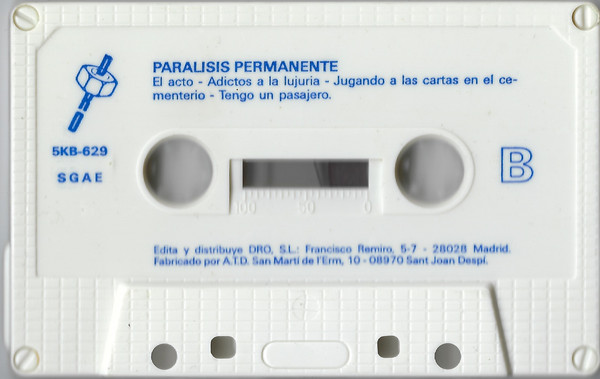 PARALISIS PERMANENTE
El acto - Adictos a la lujuria - Jugando a las cartas en el ce-
menterio - Tengo un pasajero.
DRO
5KB-629
SGAE
B
100 50 0
Edita y distribuye DRO, S.L.: Francisco Remiro, 5-7 - 28028 Madrid.
Fabricado por A.T.D. San Martí de l'Erm, 10 - 08970 Sant Joan Despí.